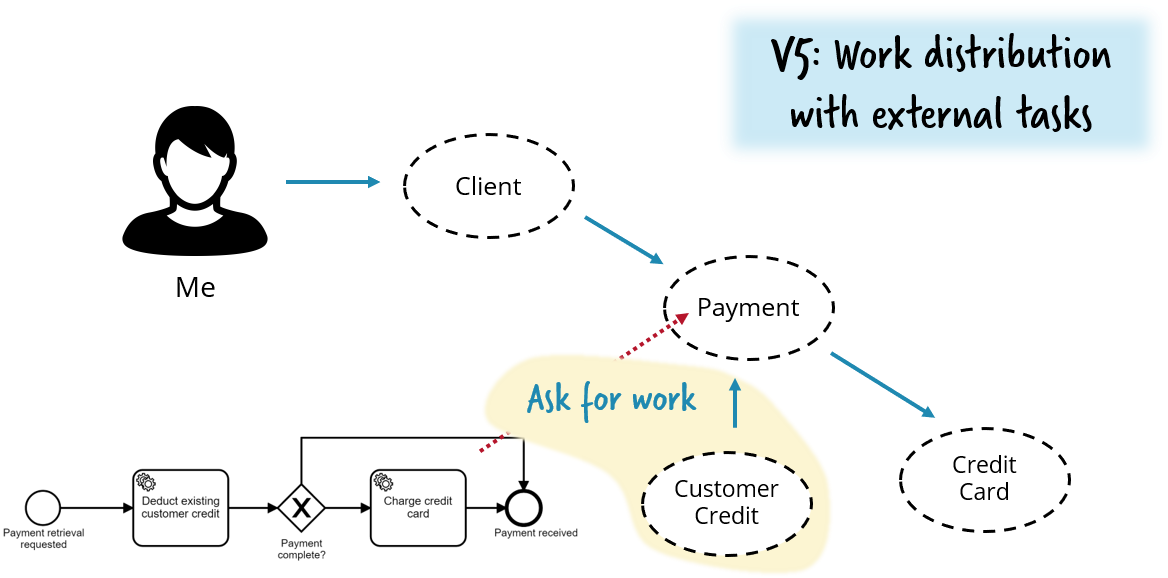 V5: Work distribution
with external tasks
Client
Me
Payment
Ask for work
Credit
Card
Customer
Credit
Deduct existing
customer credit
Charge credit
card
Payment retrieval
requested
Payment
complete?
Payment received